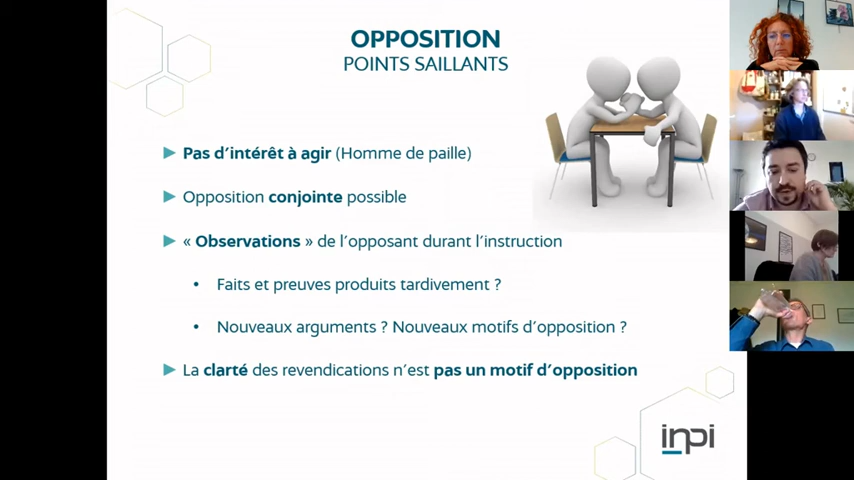 OPPOSITION
POINTS SAILLANTS
Pas d'intérêt à agir (Homme de paille)
Opposition conjointe possible
« Observations » de l'opposant durant l'instruction
• Faits et preuves produits tardivement ?
• Nouveaux arguments ? Nouveaux motifs d'opposition ?
La clarté des revendications n'est pas un motif d'opposition
inpi